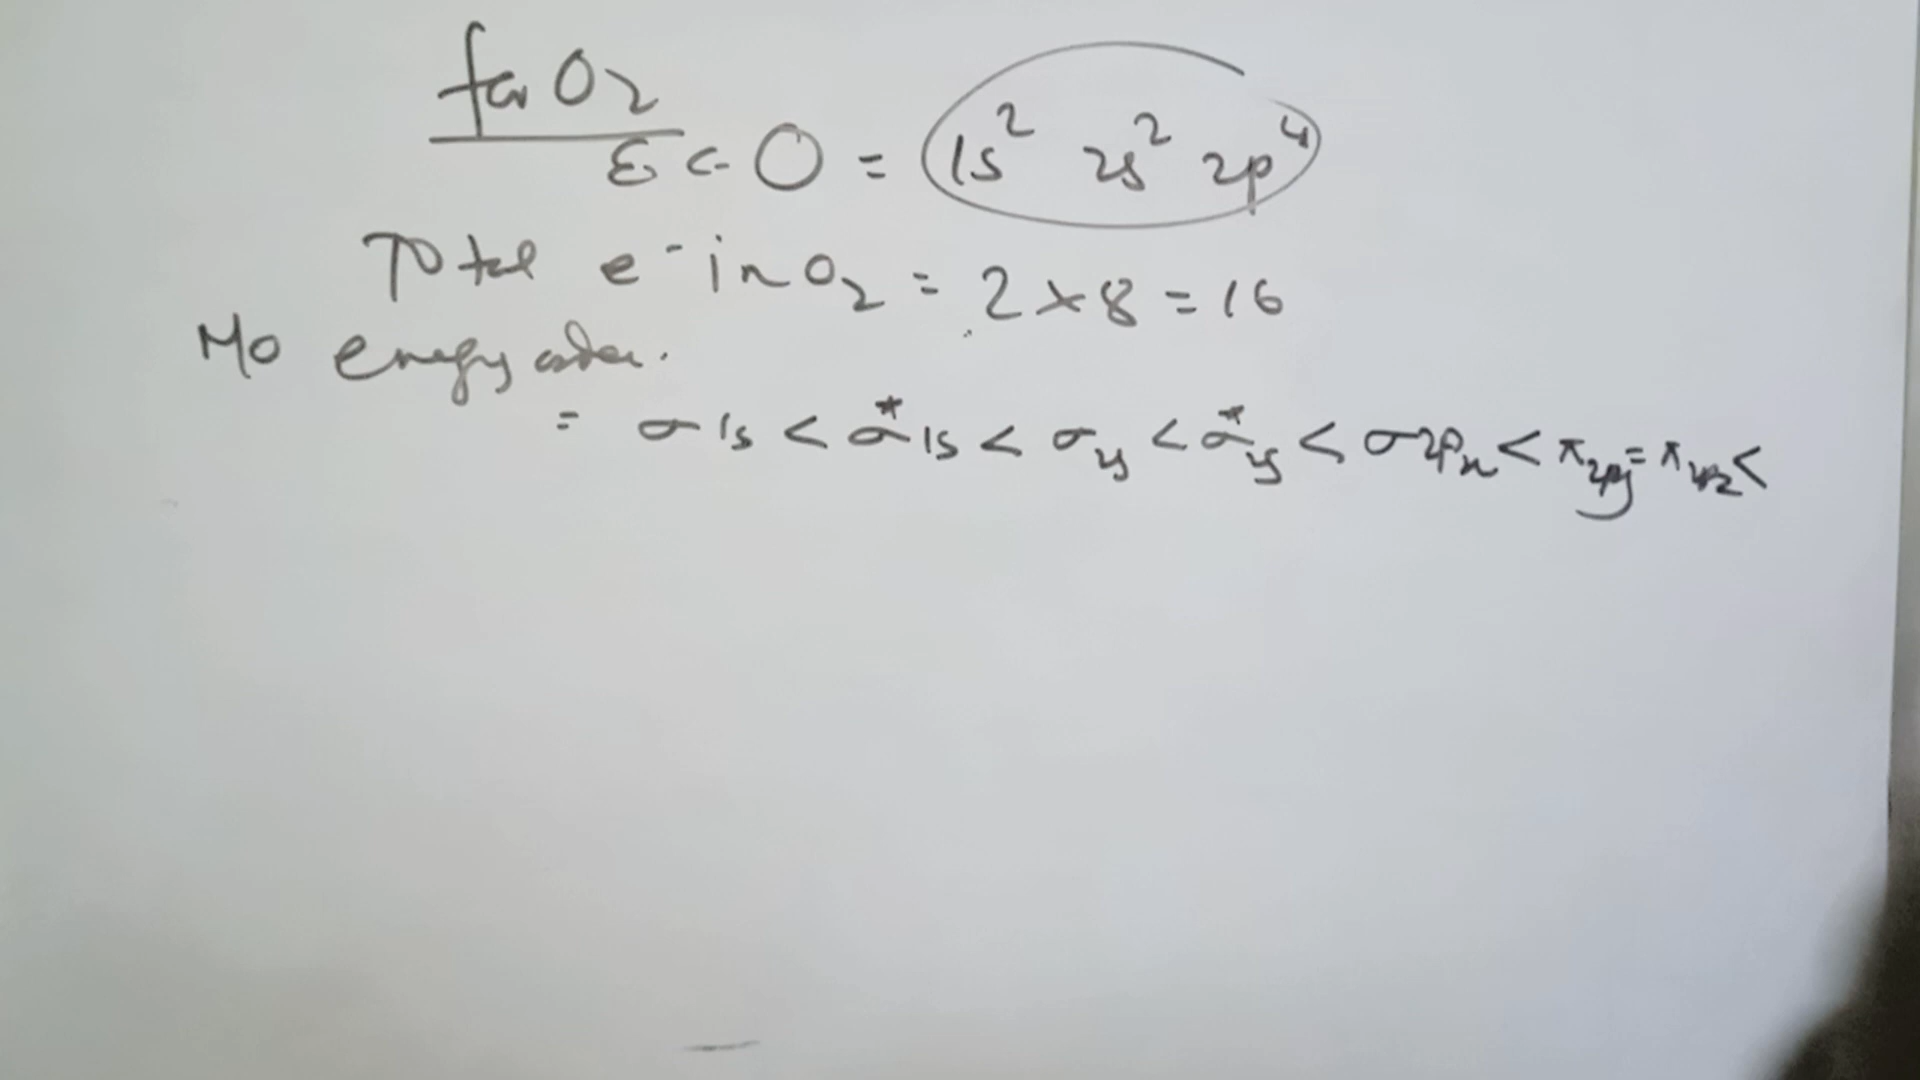 for O2
EC O = 1s² 2s² 2p⁴
Total e⁻ in O2 = 2 × 8 = 16
MO energy order.
= σ1s < σ*1s < σ2s < σ*2s < σ2px < π2py = π2pz <